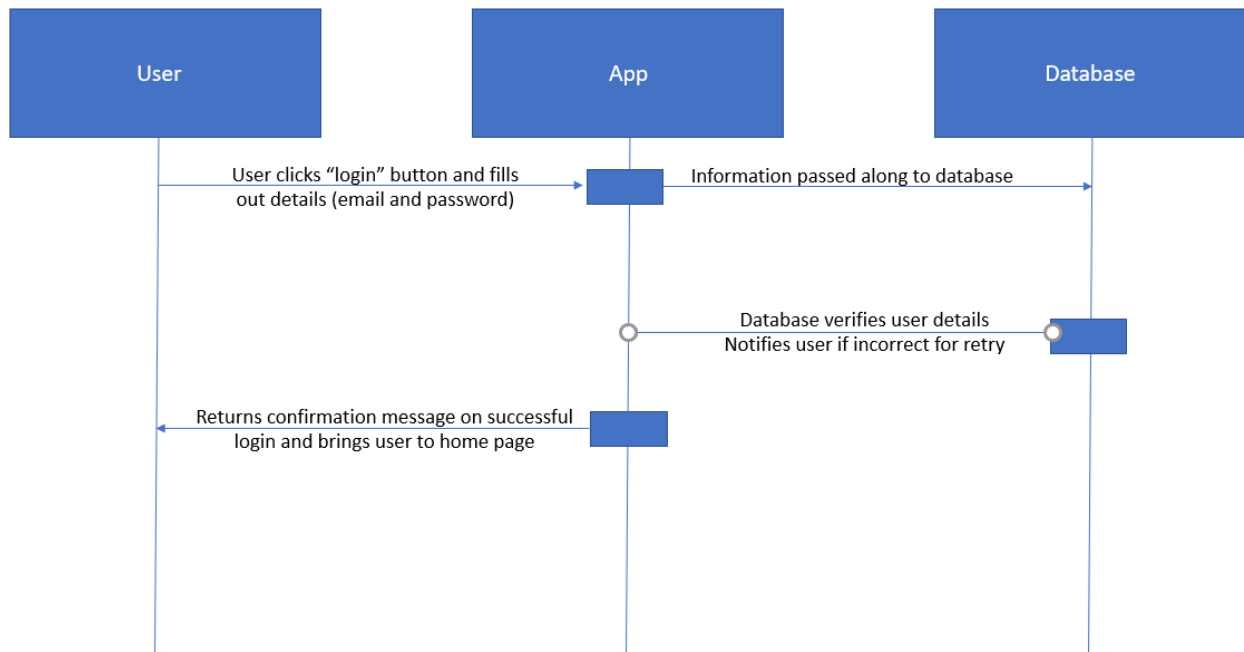 User
App
Database
User clicks “login” button and fills
out details (email and password)
Information passed along to database
Database verifies user details
Notifies user if incorrect for retry
Returns confirmation message on successful
login and brings user to home page